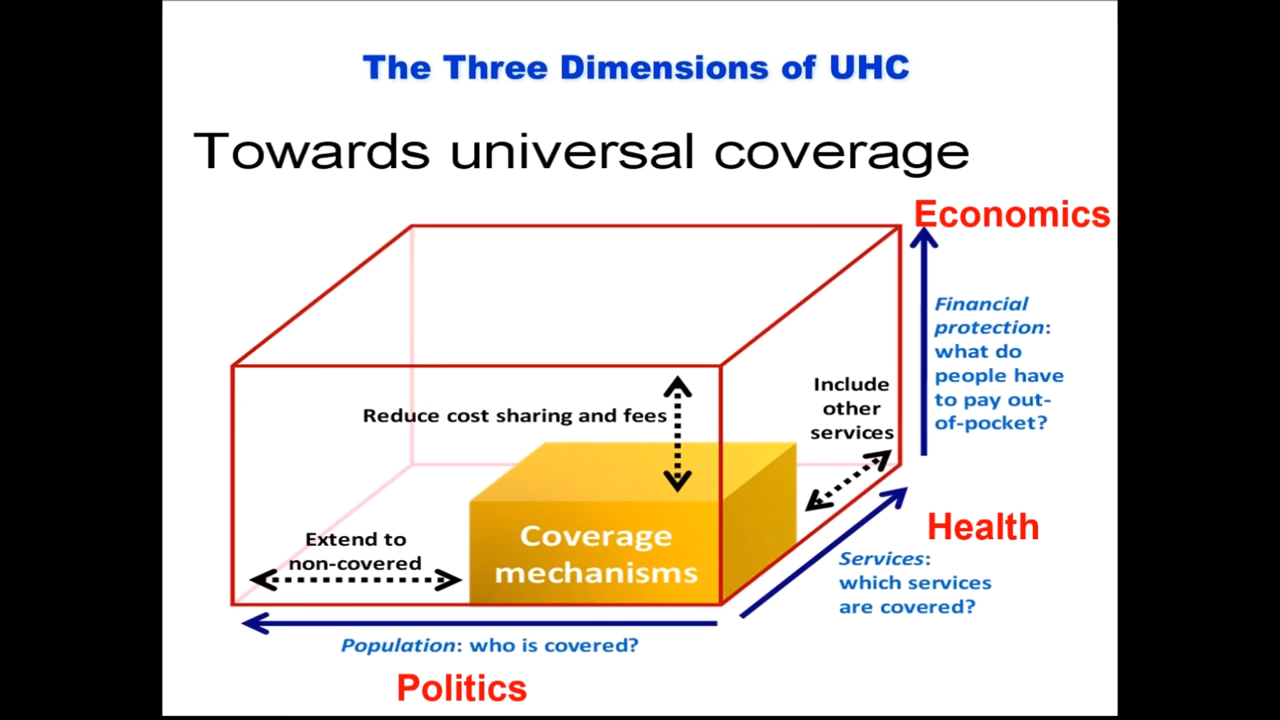 The Three Dimensions of UHC
Towards universal coverage
Economics
Financial
protection:
what do
people have
to pay out-
of-pocket?
Include
other
services
Reduce cost sharing and fees
Coverage
mechanisms
Extend to
non-covered
Health
Services:
which services
are covered?
Population: who is covered?
Politics